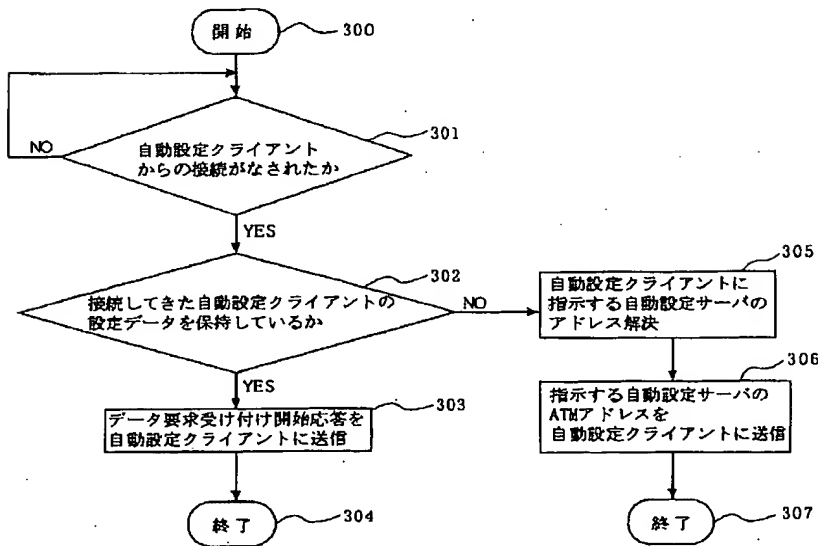 開始
300
301
自動設定クライアント
からの接続がなされたか
NO
YES
302
接続してきた自動設定クライアントの
設定データを保持しているか
NO
YES
303
データ要求受け付け開始応答を
自動設定クライアントに送信
終了
304
305
自動設定クライアントに
指示する自動設定サーバの
アドレス解決
306
指示する自動設定サーバの
ATMアドレスを
自動設定クライアントに送信
終了
307